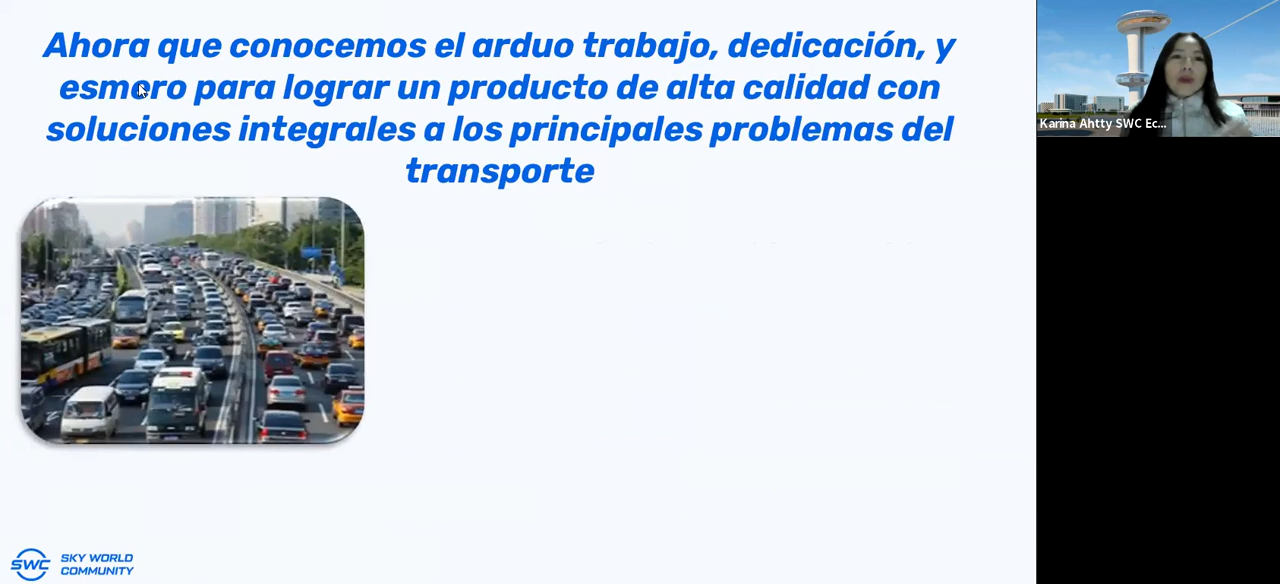 Ahora que conocemos el arduo trabajo, dedicación, y
esmero para lograr un producto de alta calidad con
soluciones integrales a los principales problemas del
transporte
Karina Ahtty SWC Ec...
SWC SKY WORLD
COMMUNITY